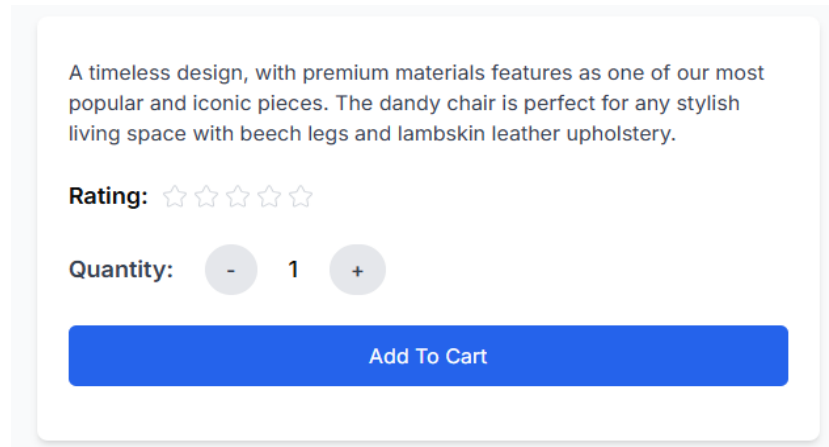 A timeless design, with premium materials features as one of our most
popular and iconic pieces. The dandy chair is perfect for any stylish
living space with beech legs and lambskin leather upholstery.
Rating:
Quantity: - 1 +
Add To Cart